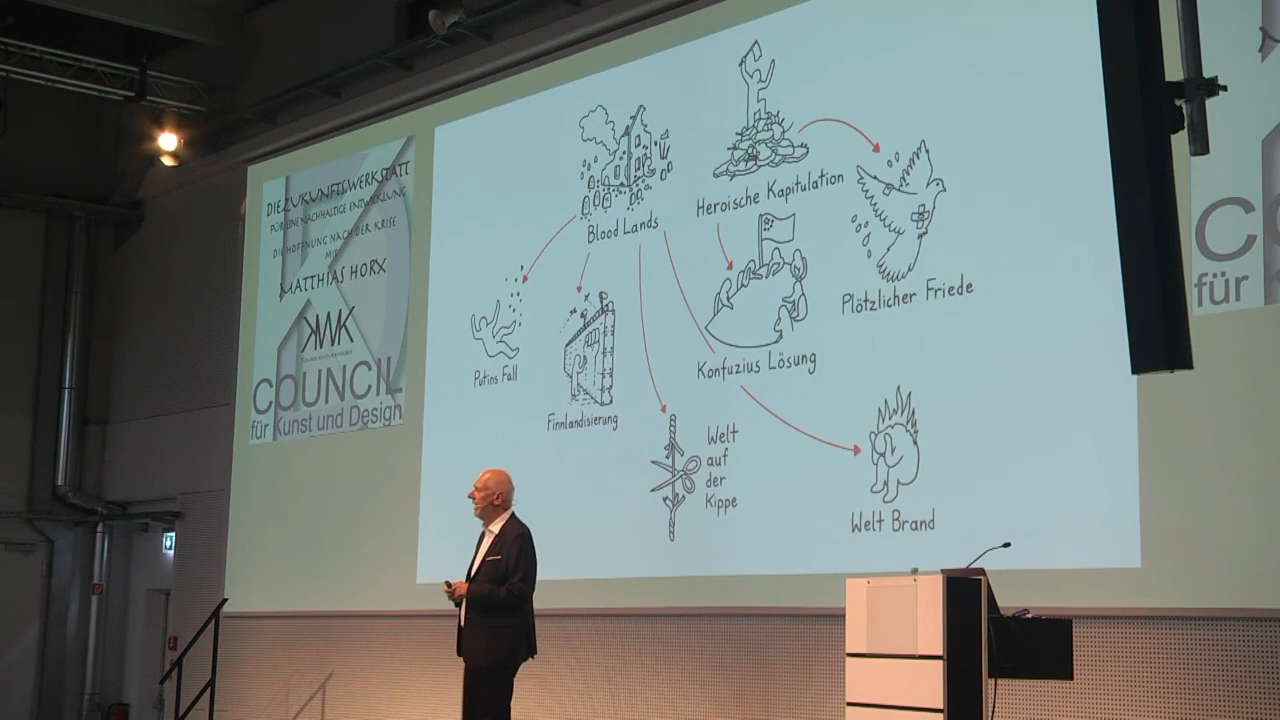 DIE ZUKUNFTSWERKSTATT
FÜR EINE NACHHALTIGE ENTWICKLUNG
DIE HOFFNUNG NACH DER KRISE
MIT
MATTHIAS HORX
KWK
COUNCIL
für Kunst und Design
Blood Lands
Heroische Kapitulation
Plötzlicher Friede
Putins Fall
Finnlandisierung
Konfuzius Lösung
Welt
auf
der
Kippe
Welt Brand
C
für